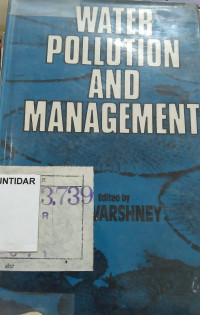 WATER
POLLUTION
AND
MANAGEMENT
UNTIDAR
3.739
Edited by
VARSHNEY
R